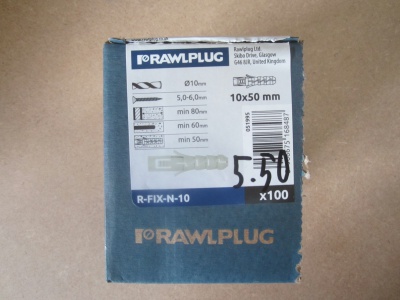 RAWLPLUG
Rawlplug Ltd.
Skibo Drive, Glasgow
G46 8JR, United Kingdom
Ø10mm
5,0-6,0mm
min 80mm
min 60mm
min 50mm
10x50 mm
5.50
R-FIX-N-10
x100
RAWLPLUG